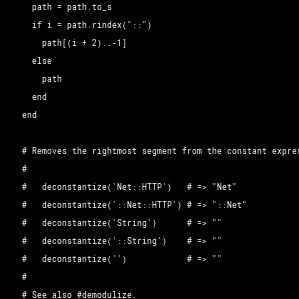 path = path.to_s
if i = path.rindex("::")
path[(i + 2)..-1]
else
path
end
end
# Removes the rightmost segment from the constant expres
#
#   deconstantize('Net::HTTP')   # => "Net"
#   deconstantize('::Net::HTTP') # => "::Net"
#   deconstantize('String')      # => ""
#   deconstantize('::String')    # => ""
#   deconstantize('')            # => ""
#
# See also #demodulize.